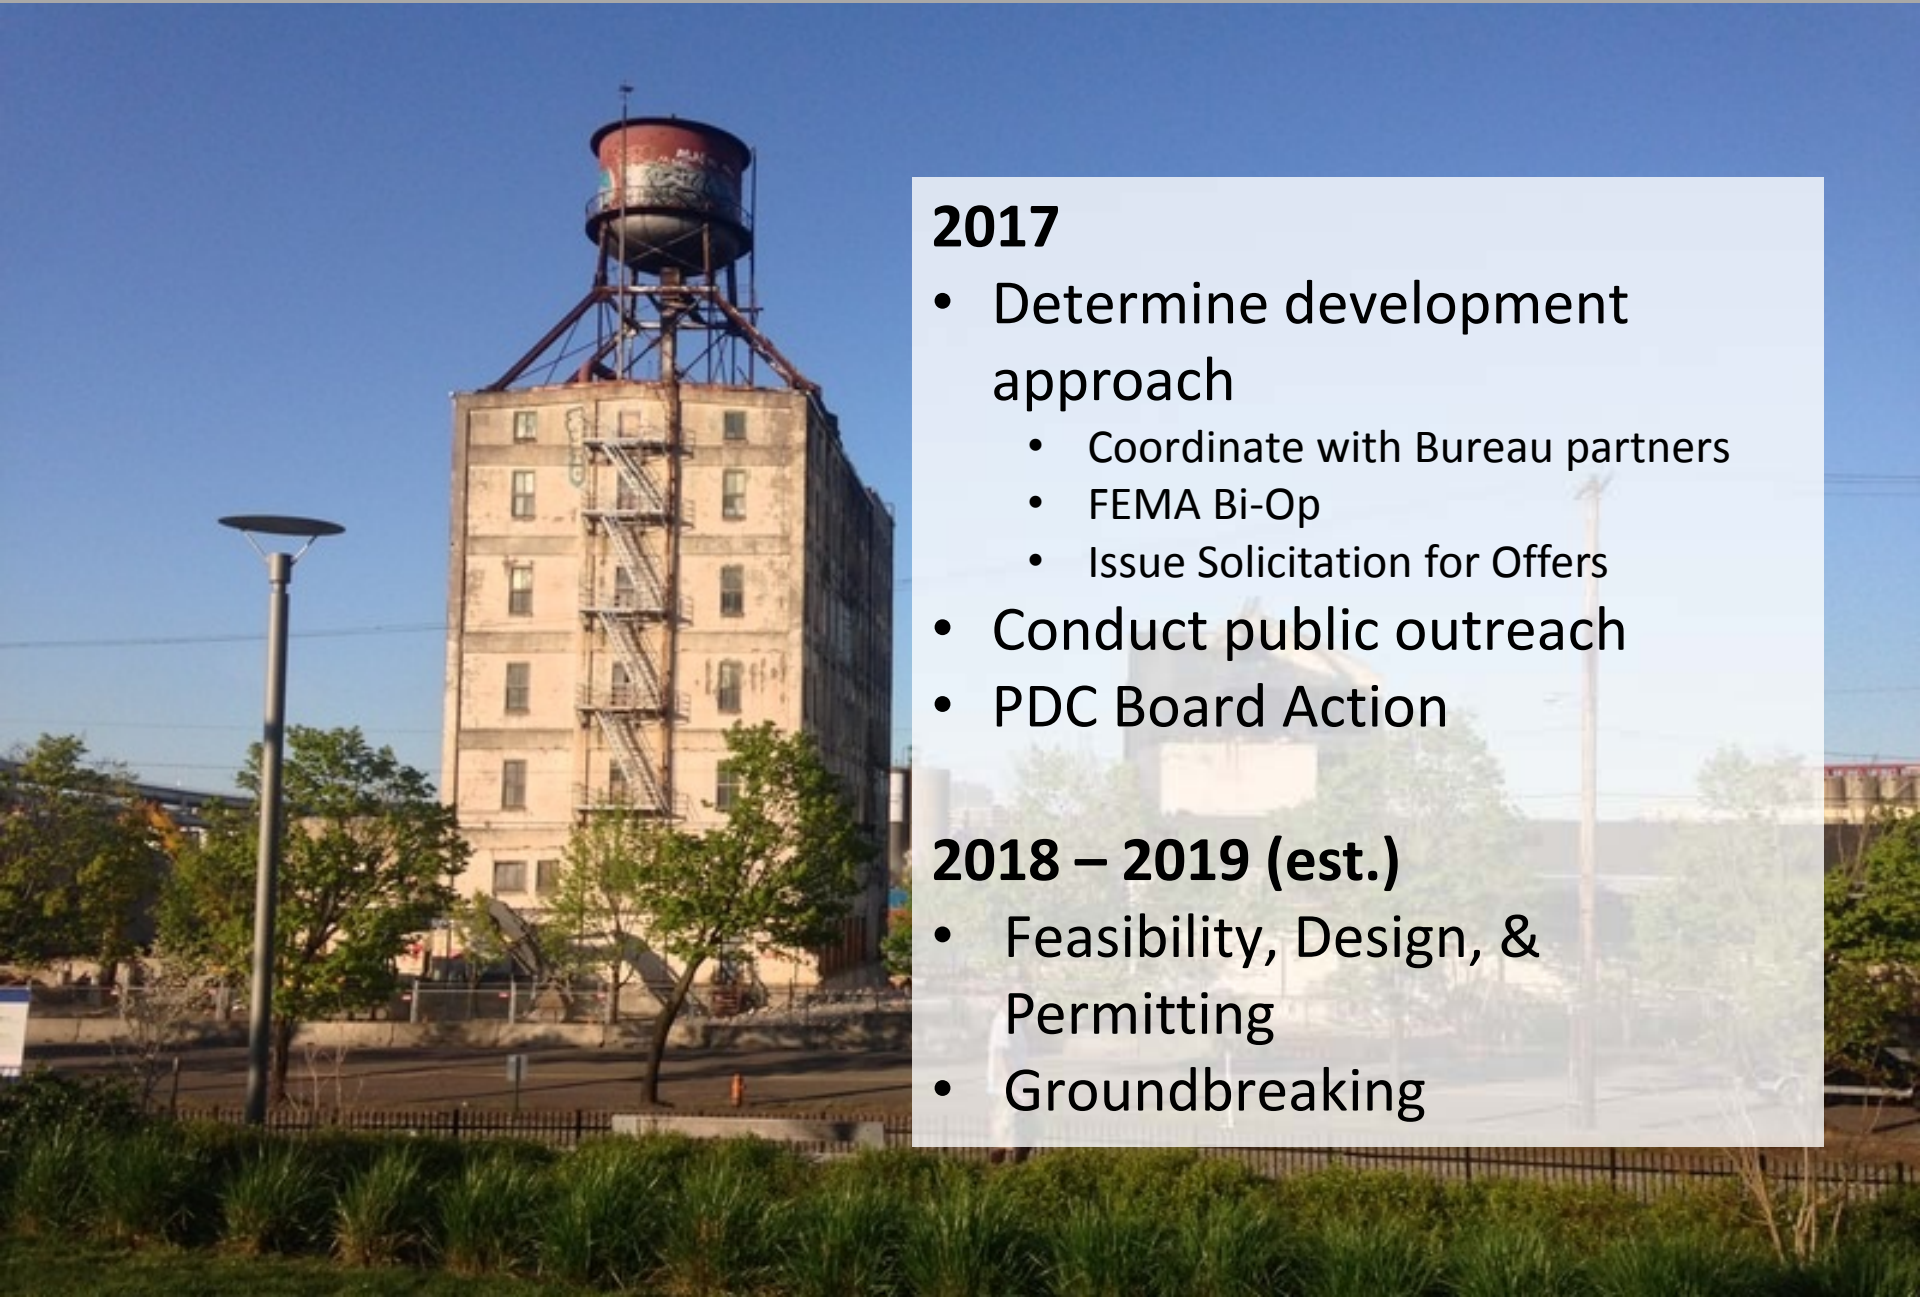 2017
• Determine development
approach
• Coordinate with Bureau partners
• FEMA Bi-Op
• Issue Solicitation for Offers
• Conduct public outreach
• PDC Board Action
2018 – 2019 (est.)
• Feasibility, Design, &
Permitting
• Groundbreaking